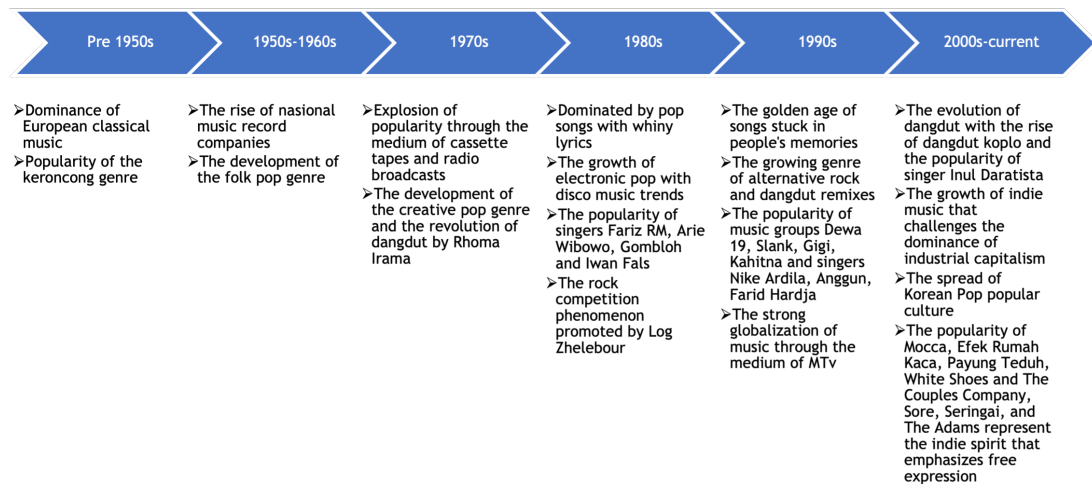 Pre 1950s
1950s-1960s
1970s
1980s
1990s
2000s-current
➢Dominance of
European classical
music
➢Popularity of the
keroncong genre
➢The rise of nasional
music record
companies
➢The development of
the folk pop genre
➢Explosion of
popularity through the
medium of cassette
tapes and radio
broadcasts
➢The development of
the creative pop genre
and the revolution of
dangdut by Rhoma
Irama
➢Dominated by pop
songs with whiny
lyrics
➢The growth of
electronic pop with
disco music trends
➢The popularity of
singers Fariz RM, Arie
Wibowo, Gombloh
and Iwan Fals
➢The rock
competition
phenomenon
promoted by Log
Zhelebour
➢The golden age of
songs stuck in
people's memories
➢The growing genre
of alternative rock
and dangdut remixes
➢The popularity of
music groups Dewa
19, Slank, Gigi,
Kahitna and singers
Nike Ardila, Anggun,
Farid Hardja
➢The strong
globalization of
music through the
medium of MTv
➢The evolution of
dangdut with the rise
of dangdut koplo and
the popularity of
singer Inul Daratista
➢The growth of indie
music that
challenges the
dominance of
industrial capitalism
➢The spread of
Korean Pop popular
culture
➢The popularity of
Mocca, Efek Rumah
Kaca, Payung Teduh,
White Shoes and The
Couples Company,
Sore, Seringai, and
The Adams represent
the indie spirit that
emphasizes free
expression